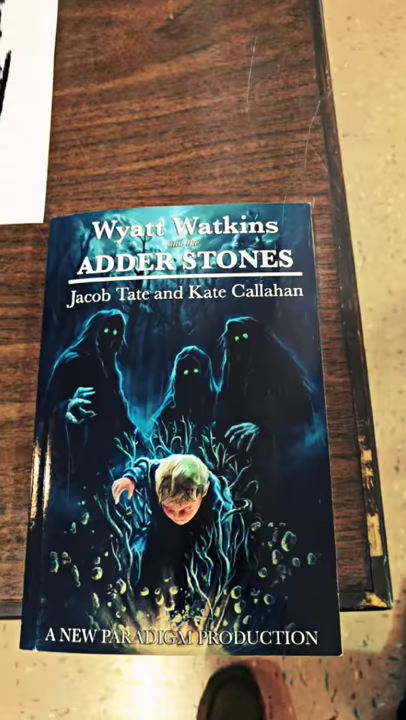 Wyatt Watkins
and the
ADDER STONES
Jacob Tate and Kate Callahan
A NEW PARADIGM PRODUCTION